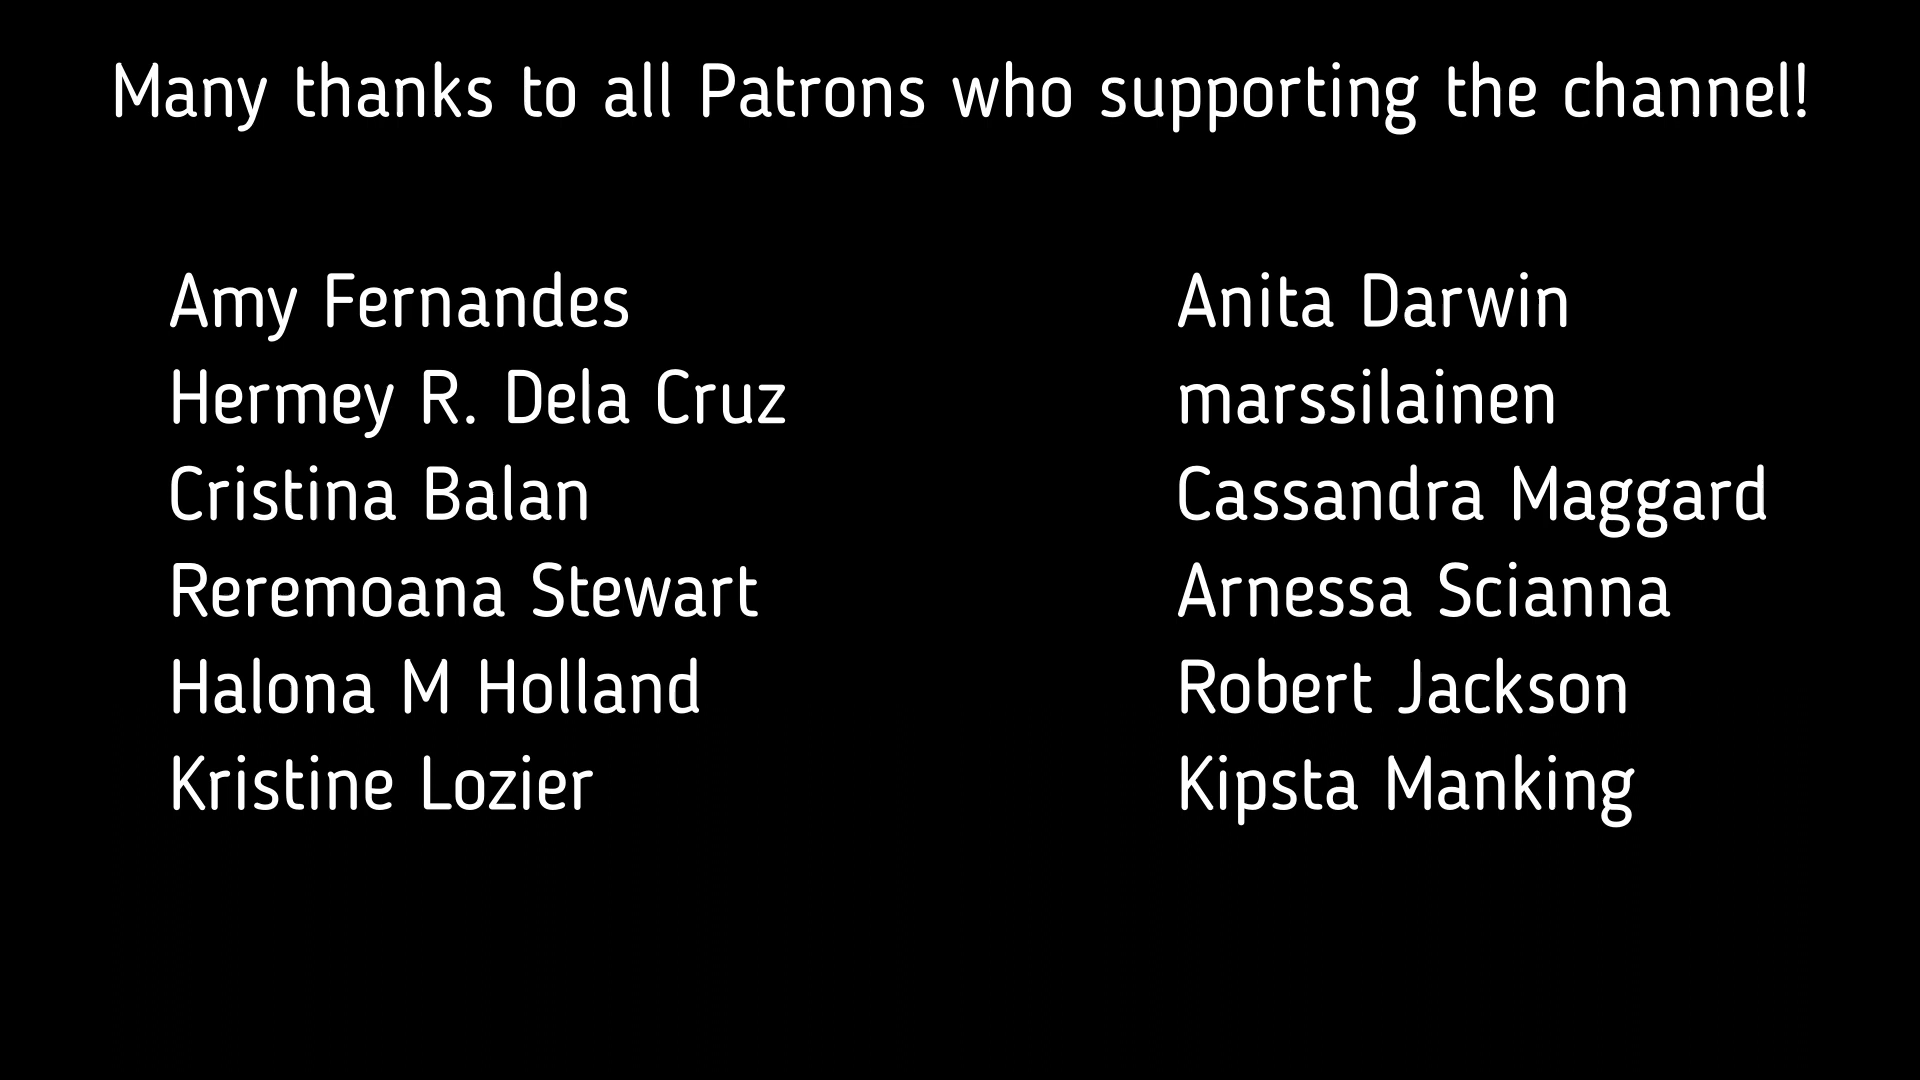 Many thanks to all Patrons who supporting the channel!
Amy Fernandes
Hermey R. Dela Cruz
Cristina Balan
Reremoana Stewart
Halona M Holland
Kristine Lozier
Anita Darwin
marssilainen
Cassandra Maggard
Arnessa Scianna
Robert Jackson
Kipsta Manking